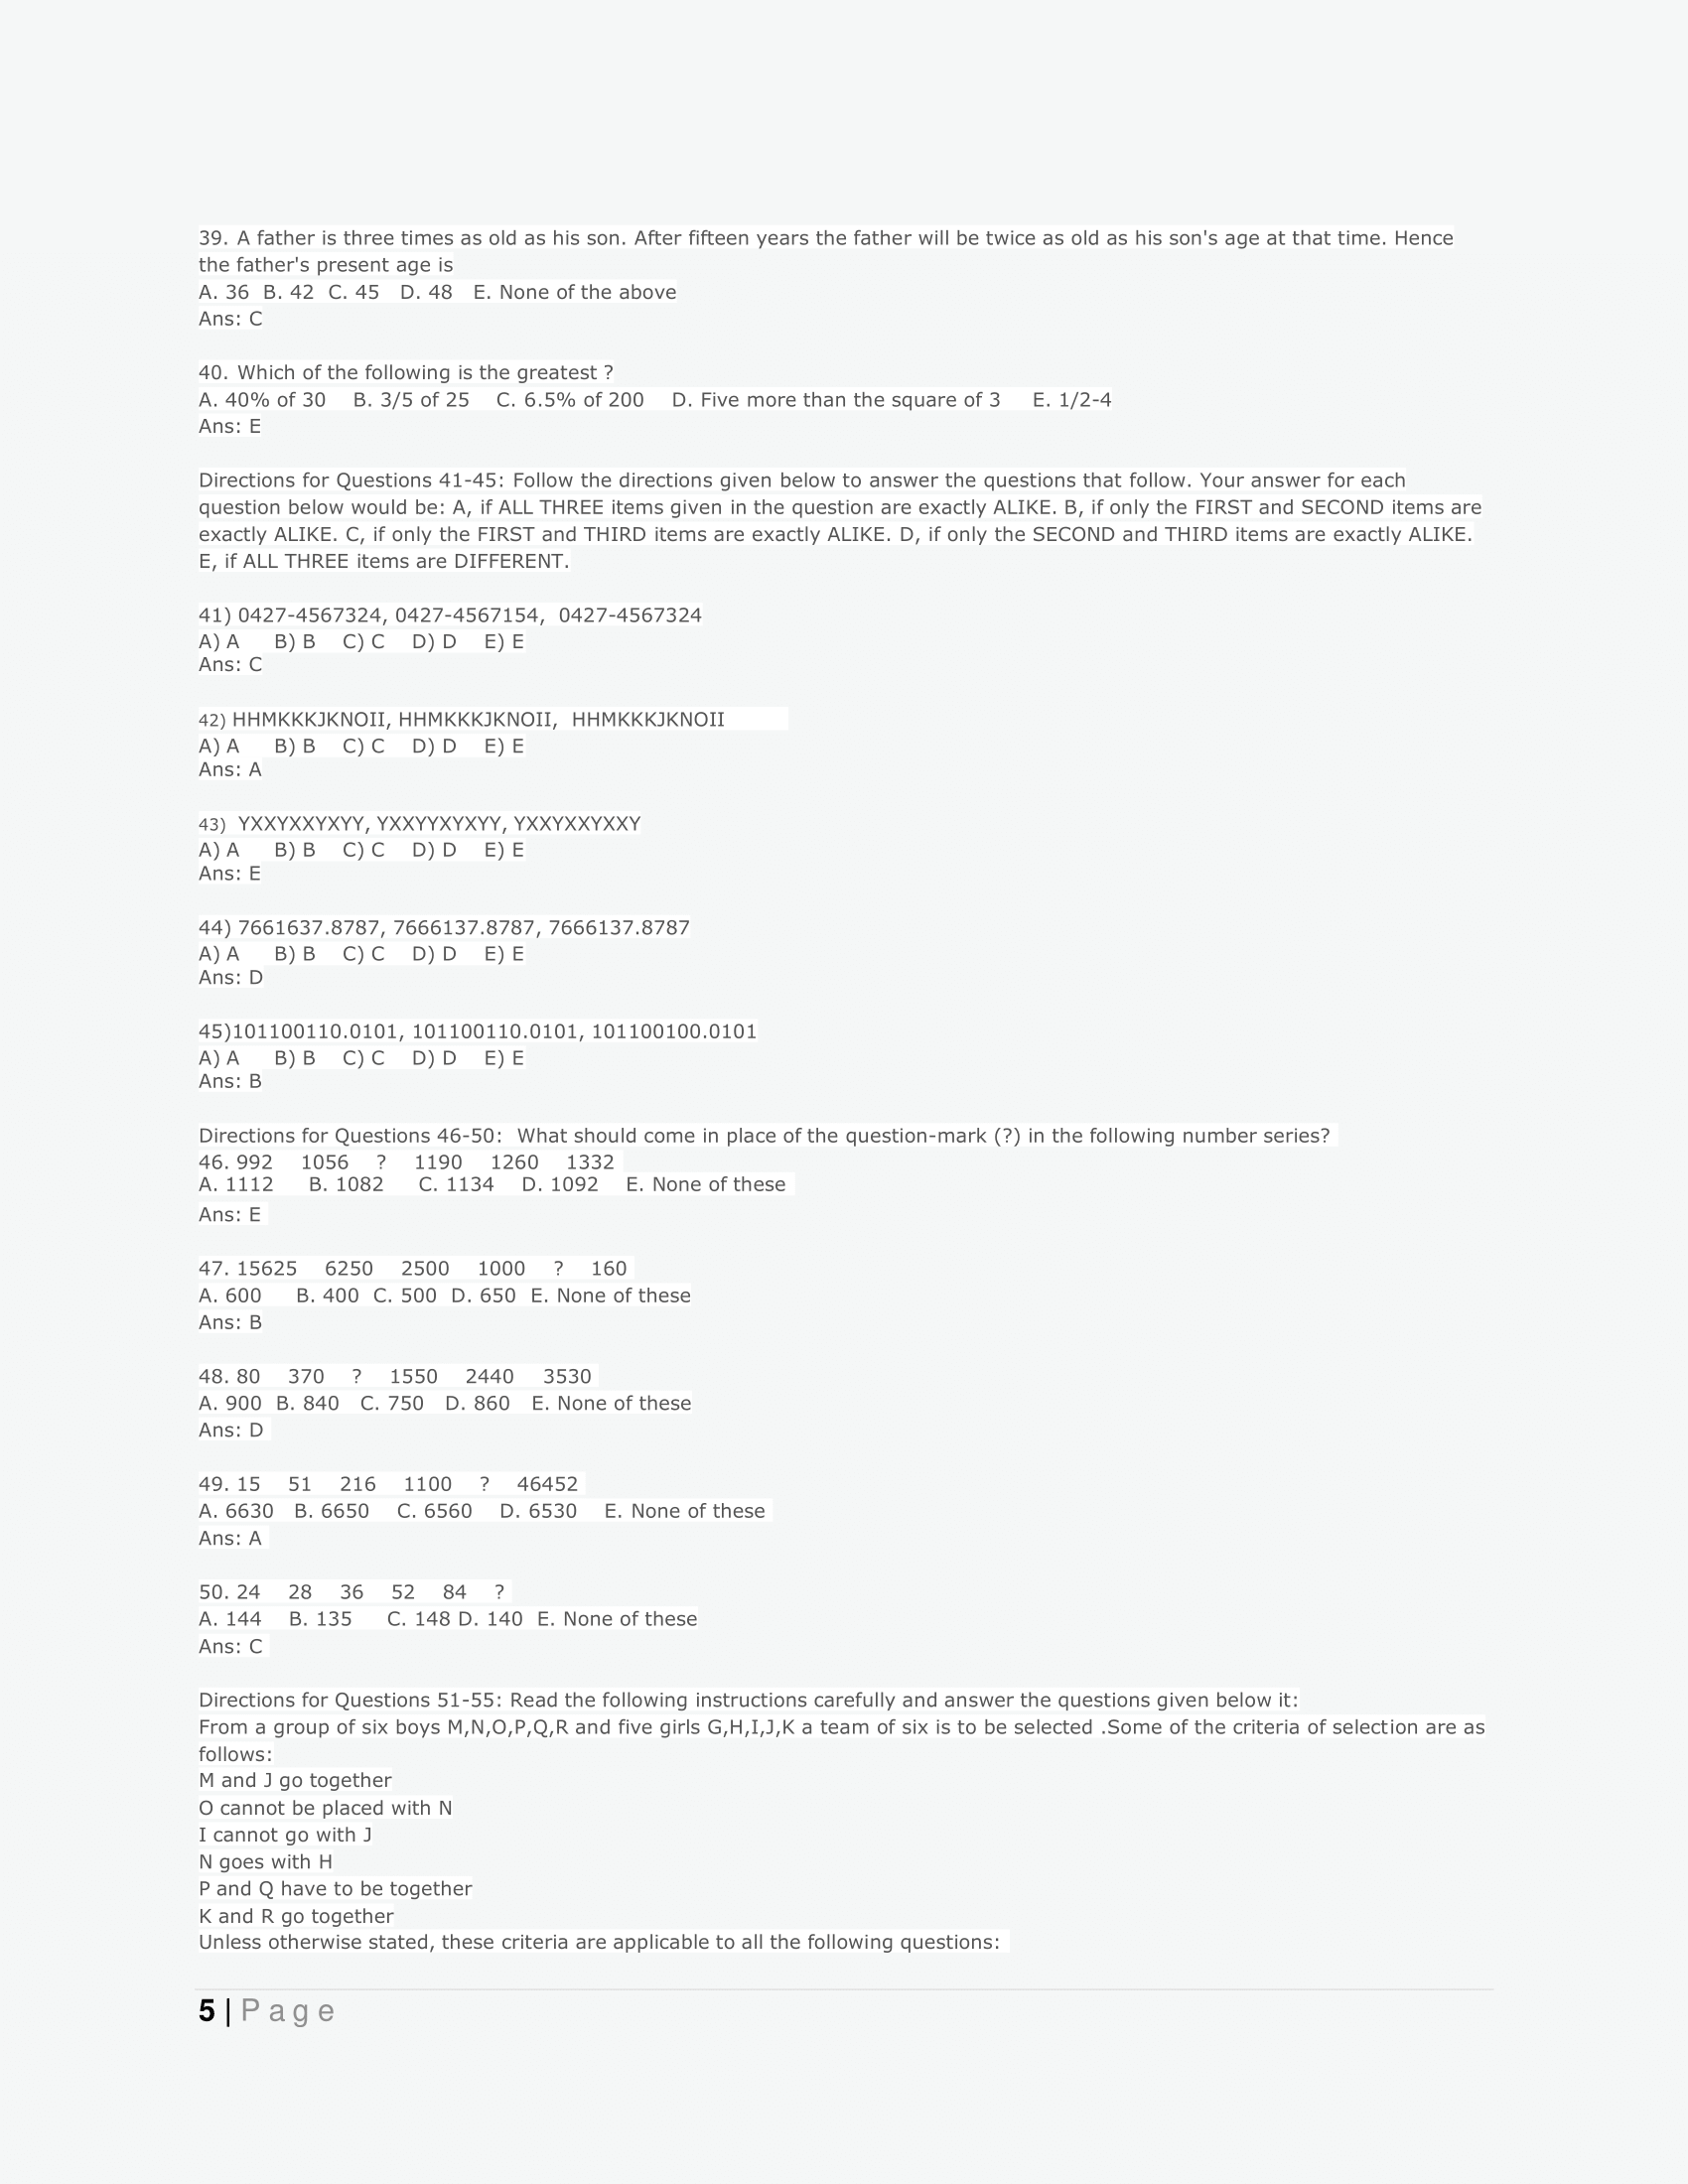 39. A father is three times as old as his son. After fifteen years the father will be twice as old as his son's age at that time. Hence
the father's present age is
A. 36  B. 42  C. 45   D. 48   E. None of the above
Ans: C
40. Which of the following is the greatest ?
A. 40% of 30    B. 3/5 of 25    C. 6.5% of 200    D. Five more than the square of 3    E. 1/2-4
Ans: E
Directions for Questions 41-45: Follow the directions given below to answer the questions that follow. Your answer for each
question below would be: A, if ALL THREE items given in the question are exactly ALIKE. B, if only the FIRST and SECOND items are
exactly ALIKE. C, if only the FIRST and THIRD items are exactly ALIKE. D, if only the SECOND and THIRD items are exactly ALIKE.
E, if ALL THREE items are DIFFERENT.
41) 0427-4567324, 0427-4567154,  0427-4567324
A) A     B) B    C) C    D) D    E) E
Ans: C
42) HHMKKKJKNOII, HHMKKKJKNOII,  HHMKKKJKNOII
A) A     B) B    C) C    D) D    E) E
Ans: A
43)  YXXYXXYXYY, YXXYYXYXYY, YXXYXXYXXY
A) A     B) B    C) C    D) D    E) E
Ans: E
44) 7661637.8787, 7666137.8787, 7666137.8787
A) A     B) B    C) C    D) D    E) E
Ans: D
45)101100110.0101, 101100110.0101, 101100100.0101
A) A     B) B    C) C    D) D    E) E
Ans: B
Directions for Questions 46-50:  What should come in place of the question-mark (?) in the following number series?
46. 992    1056    ?    1190    1260    1332
A. 1112     B. 1082     C. 1134    D. 1092    E. None of these
Ans: E
47. 15625    6250    2500    1000    ?    160
A. 600     B. 400  C. 500  D. 650  E. None of these
Ans: B
48. 80    370    ?    1550    2440    3530
A. 900  B. 840   C. 750   D. 860   E. None of these
Ans: D
49. 15    51    216    1100    ?    46452
A. 6630   B. 6650    C. 6560    D. 6530    E. None of these
Ans: A
50. 24    28    36    52    84    ?
A. 144    B. 135     C. 148 D. 140  E. None of these
Ans: C
Directions for Questions 51-55: Read the following instructions carefully and answer the questions given below it:
From a group of six boys M,N,O,P,Q,R and five girls G,H,I,J,K a team of six is to be selected .Some of the criteria of selection are as
follows:
M and J go together
O cannot be placed with N
I cannot go with J
N goes with H
P and Q have to be together
K and R go together
Unless otherwise stated, these criteria are applicable to all the following questions:
5 | Page